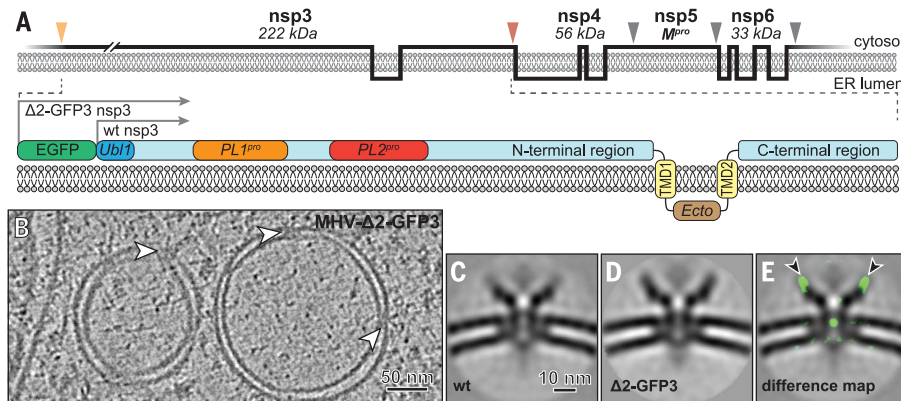 A
nsp3
222 kDa
nsp4
56 kDa
nsp5
Mpro
nsp6
33 kDa
cytoso
ER lumen
Δ2-GFP3 nsp3
wt nsp3
EGFP
Ubl1
PL1pro
PL2pro
N-terminal region
TMD1
Ecto
TMD2
C-terminal region
B
MHV-Δ2-GFP3
50 nm
C
wt
10 nm
D
Δ2-GFP3
E
difference map